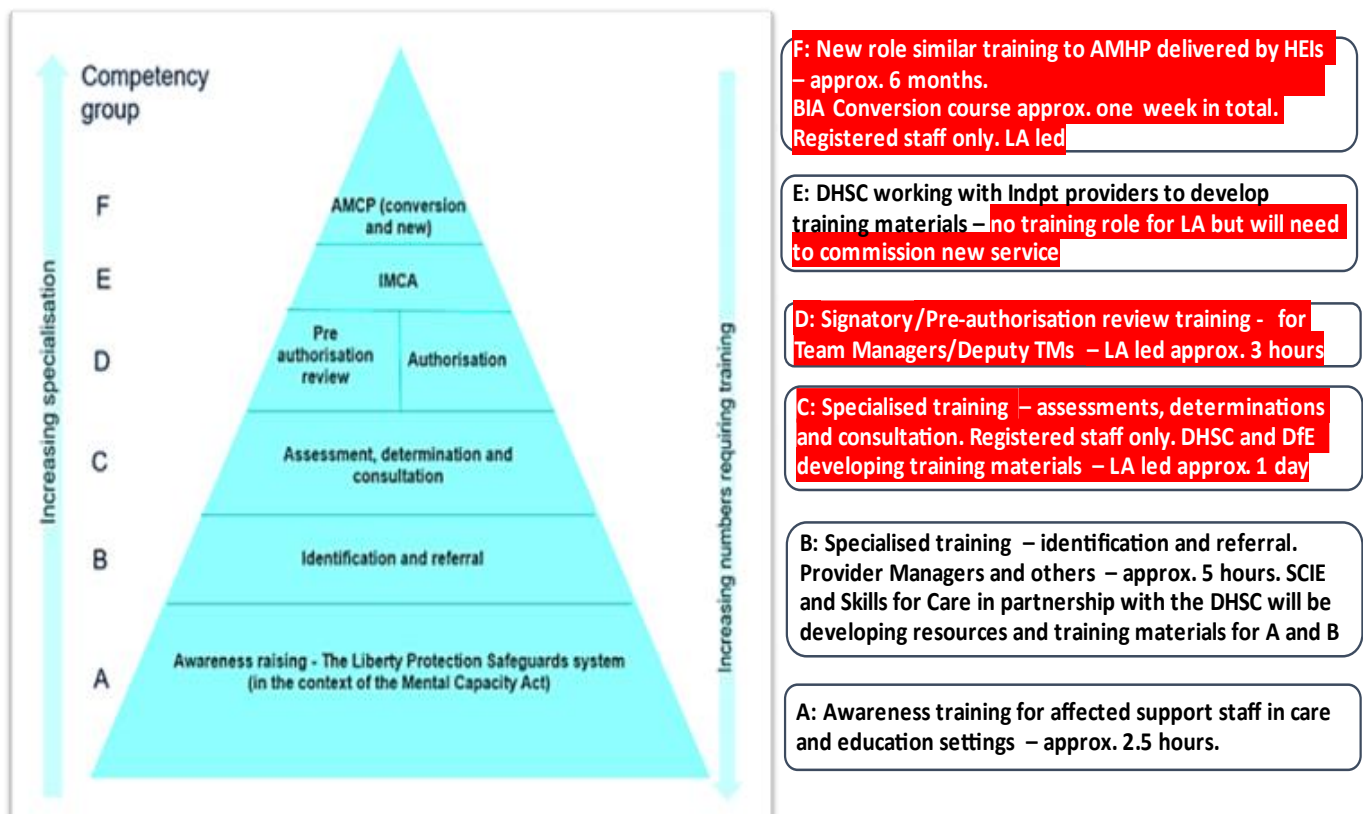 Competency
group
Increasing specialisation
F
AMCP (conversion
and new)
E
IMCA
D
Pre
authorisation
review
Authorisation
C
Assessment, determination and
consultation
B
Identification and referral
A
Awareness raising - The Liberty Protection Safeguards system
(in the context of the Mental Capacity Act)
Increasing numbers requiring training
F: New role similar training to AMHP delivered by HEIs
– approx. 6 months.
BIA Conversion course approx. one week in total.
Registered staff only. LA led
E: DHSC working with Indpt providers to develop
training materials – no training role for LA but will need
to commission new service
D: Signatory/Pre-authorisation review training - for
Team Managers/Deputy TMs – LA led approx. 3 hours
C: Specialised training – assessments, determinations
and consultation. Registered staff only. DHSC and DfE
developing training materials – LA led approx. 1 day
B: Specialised training – identification and referral.
Provider Managers and others – approx. 5 hours. SCIE
and Skills for Care in partnership with the DHSC will be
developing resources and training materials for A and B
A: Awareness training for affected support staff in care
and education settings – approx. 2.5 hours.